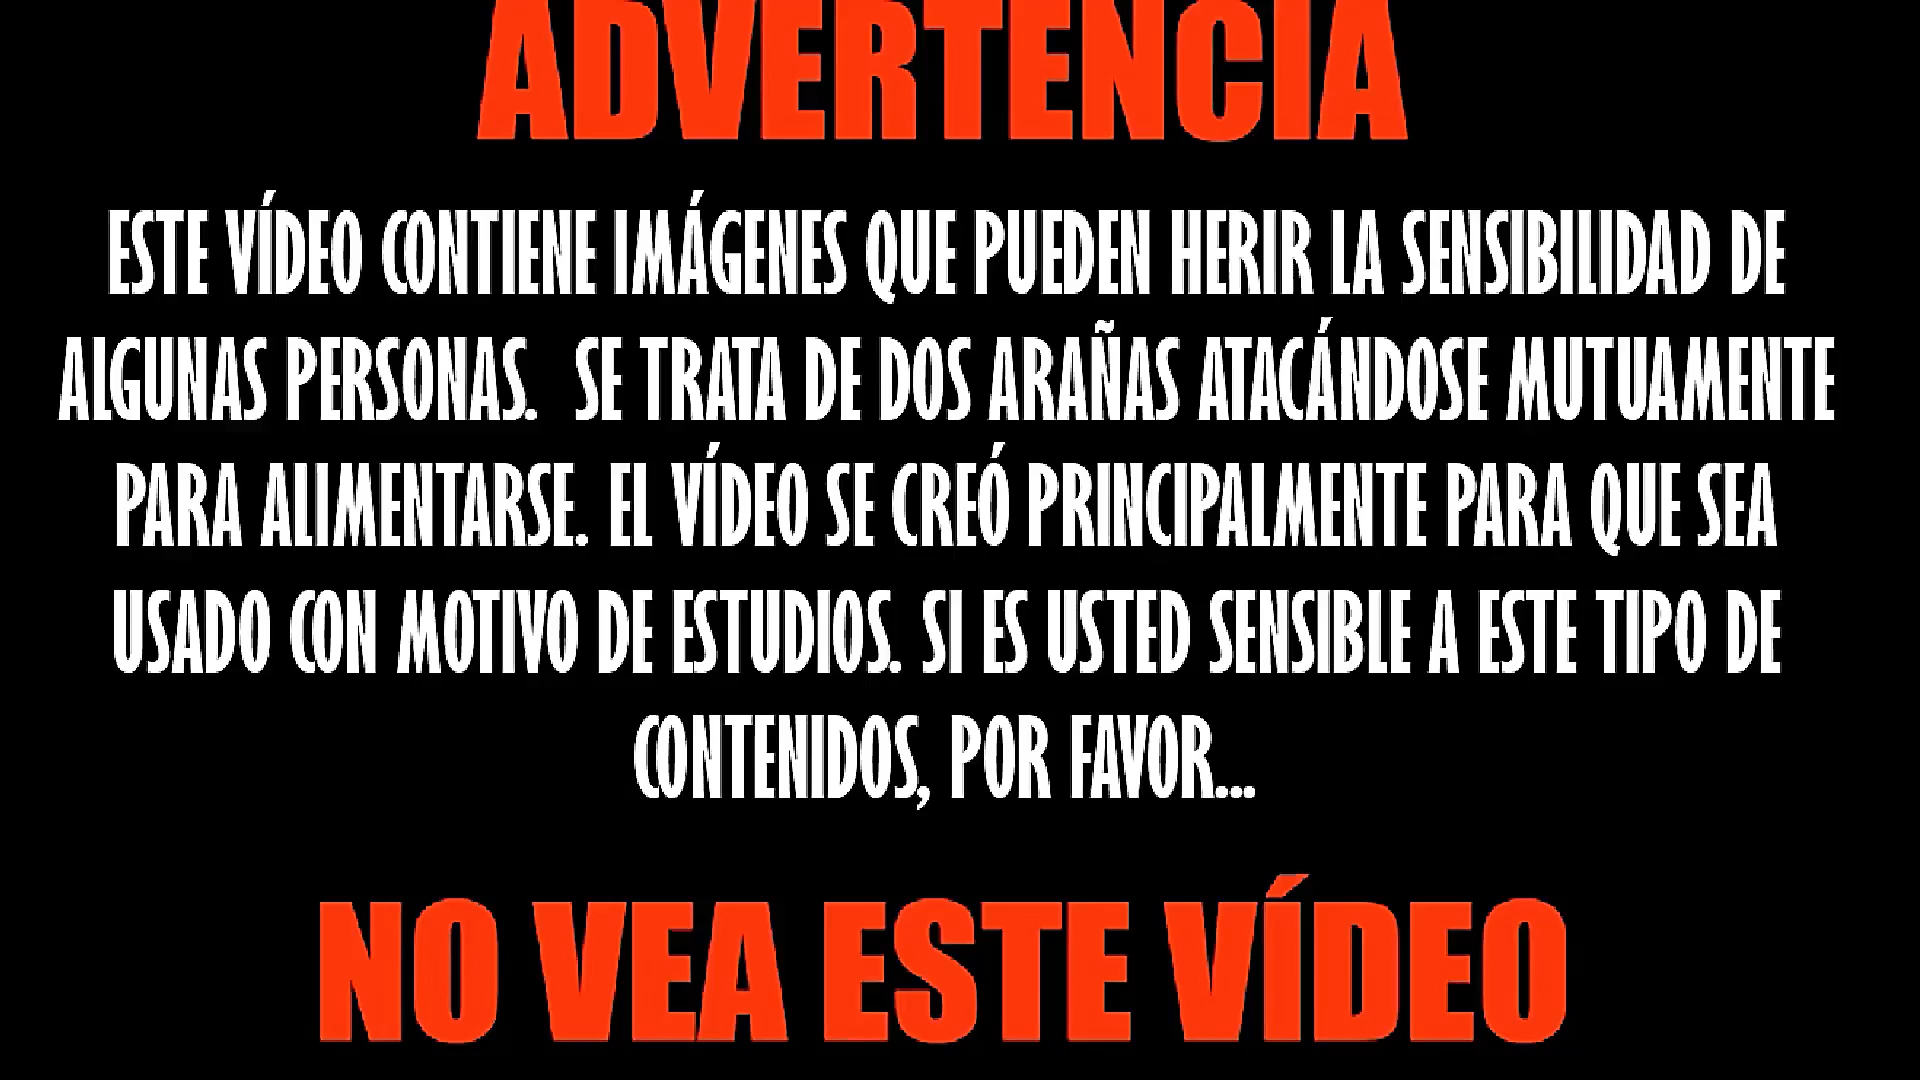 ADVERTENCIA
ESTE VÍDEO CONTIENE IMÁGENES QUE PUEDEN HERIR LA SENSIBILIDAD DE
ALGUNAS PERSONAS.  SE TRATA DE DOS ARAÑAS ATACÁNDOSE MUTUAMENTE
PARA ALIMENTARSE. EL VÍDEO SE CREÓ PRINCIPALMENTE PARA QUE SEA
USADO CON MOTIVO DE ESTUDIOS. SI ES USTED SENSIBLE A ESTE TIPO DE
CONTENIDOS, POR FAVOR...
NO VEA ESTE VÍDEO